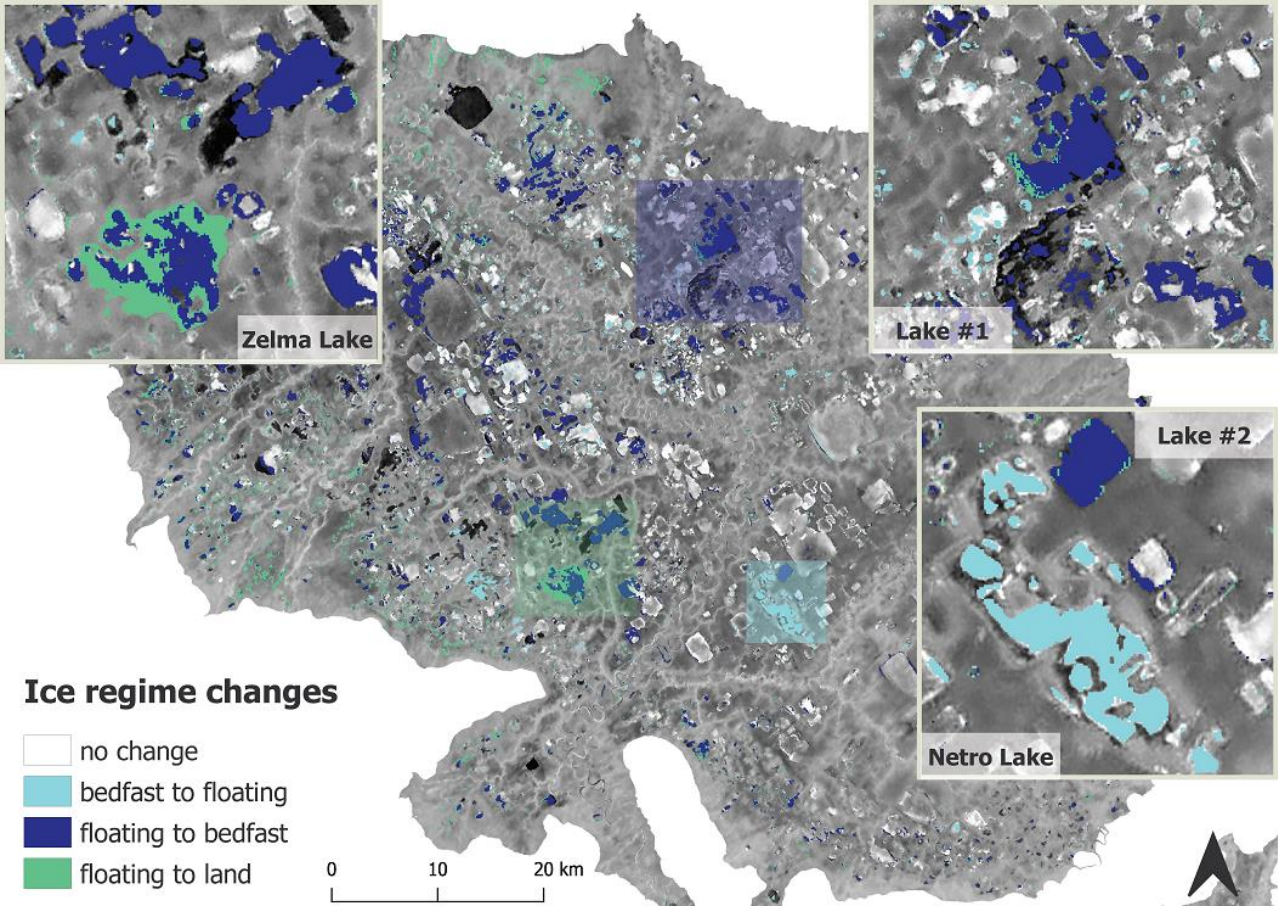 Zelma Lake
Lake #1
Lake #2
Netro Lake
Ice regime changes
no change
bedfast to floating
floating to bedfast
floating to land
0 10 20 km